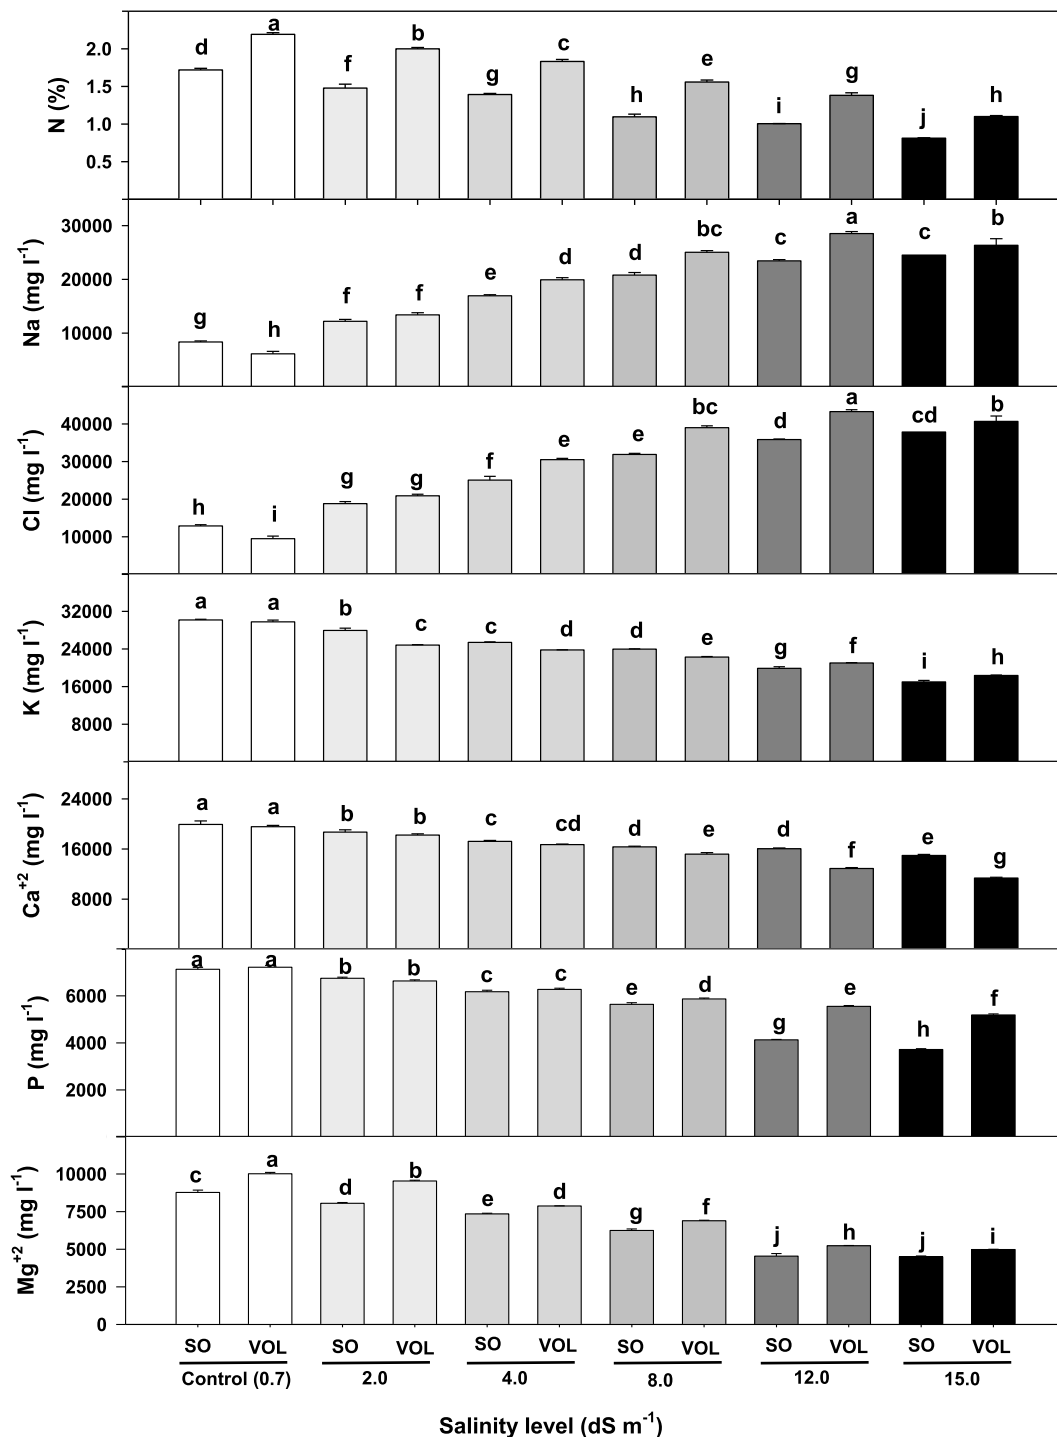 N (%)
2.0
1.5
1.0
0.5
d a f b g c h e i g j h
Na (mg l⁻¹)
30000
20000
10000
g h f f e d d bc c a c b
Cl (mg l⁻¹)
40000
30000
20000
10000
h i g g f e e bc d a cd b
K (mg l⁻¹)
32000
24000
16000
8000
a a b c c d d e g f i h
Ca⁺² (mg l⁻¹)
24000
16000
8000
a a b b c cd d e d f e g
P (mg l⁻¹)
6000
4000
2000
a a b b c c e d g e h f
Mg⁺² (mg l⁻¹)
10000
7500
5000
2500
0
c a d b e d g f j h j i
SO VOL SO VOL SO VOL SO VOL SO VOL SO VOL
Control (0.7) 2.0 4.0 8.0 12.0 15.0
Salinity level (dS m⁻¹)